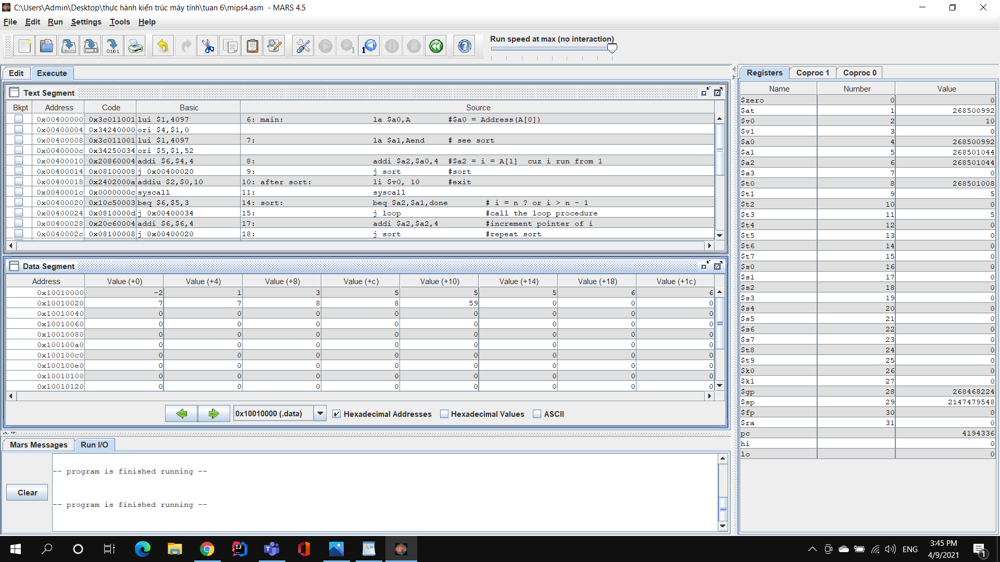 C:\Users\Admin\Desktop\thực hành kiến trúc máy tính\tuan 6\mips4.asm - MARS 4.5
File Edit Run Settings Tools Help
Run speed at max (no interaction)
Edit Execute
Text Segment
Bkpt Address Code Basic Source
0x00400000 0x3c011001 lui $1,4097 6: main: la $a0,A #$a0 = Address(A[0])
0x00400004 0x34240000 ori $4,$1,0
0x00400008 0x3c011001 lui $1,4097 7: la $a1,Aend # see sort
0x0040000c 0x34250034 ori $5,$1,52
0x00400010 0x20860004 addi $6,$4,4 8: addi $a2,$a0,4 #$a2 = i = A[1] cuz i run from 1
0x00400014 0x08100008 j 0x00400020 9: j sort #sort
0x00400018 0x2402000a addiu $2,$0,10 10: after sort: li $v0, 10 #exit
0x0040001c 0x0000000c syscall 11: syscall
0x00400020 0x10c50003 beq $6,$5,3 14: sort: beq $a2,$a1,done # i = n ? or i > n - 1
0x00400024 0x0810000d j 0x00400034 15: j loop #call the loop procedure
0x00400028 0x20c60004 addi $6,$6,4 17: addi $a2,$a2,4 #increment pointer of i
0x0040002c 0x08100008 j 0x00400020 18: j sort #repeat sort
Data Segment
Address Value (+0) Value (+4) Value (+8) Value (+c) Value (+10) Value (+14) Value (+18) Value (+1c)
0x10010000 -2 1 3 5 5 5 6 6
0x10010020 7 7 8 8 59 0 0 0
0x10010040 0 0 0 0 0 0 0 0
0x10010060 0 0 0 0 0 0 0 0
0x10010080 0 0 0 0 0 0 0 0
0x100100a0 0 0 0 0 0 0 0 0
0x100100c0 0 0 0 0 0 0 0 0
0x100100e0 0 0 0 0 0 0 0 0
0x10010100 0 0 0 0 0 0 0 0
0x10010120 0 0 0 0 0 0 0 0
0x10010000 (.data) Hexadecimal Addresses Hexadecimal Values ASCII
Mars Messages Run I/O
-- program is finished running --
Clear
-- program is finished running --
Registers Coproc 1 Coproc 0
Name Number Value
$zero 0 0
$at 1 268500992
$v0 2 10
$v1 3 0
$a0 4 268500992
$a1 5 268501044
$a2 6 268501044
$a3 7 0
$t0 8 268501008
$t1 9 5
$t2 10 0
$t3 11 5
$t4 12 0
$t5 13 0
$t6 14 0
$t7 15 0
$s0 16 0
$s1 17 0
$s2 18 0
$s3 19 0
$s4 20 0
$s5 21 0
$s6 22 0
$s7 23 0
$t8 24 0
$t9 25 0
$k0 26 0
$k1 27 0
$gp 28 268468224
$sp 29 2147479548
$fp 30 0
$ra 31 0
pc 4194336
hi 0
lo 0
ENG
3:45 PM
4/9/2021
1